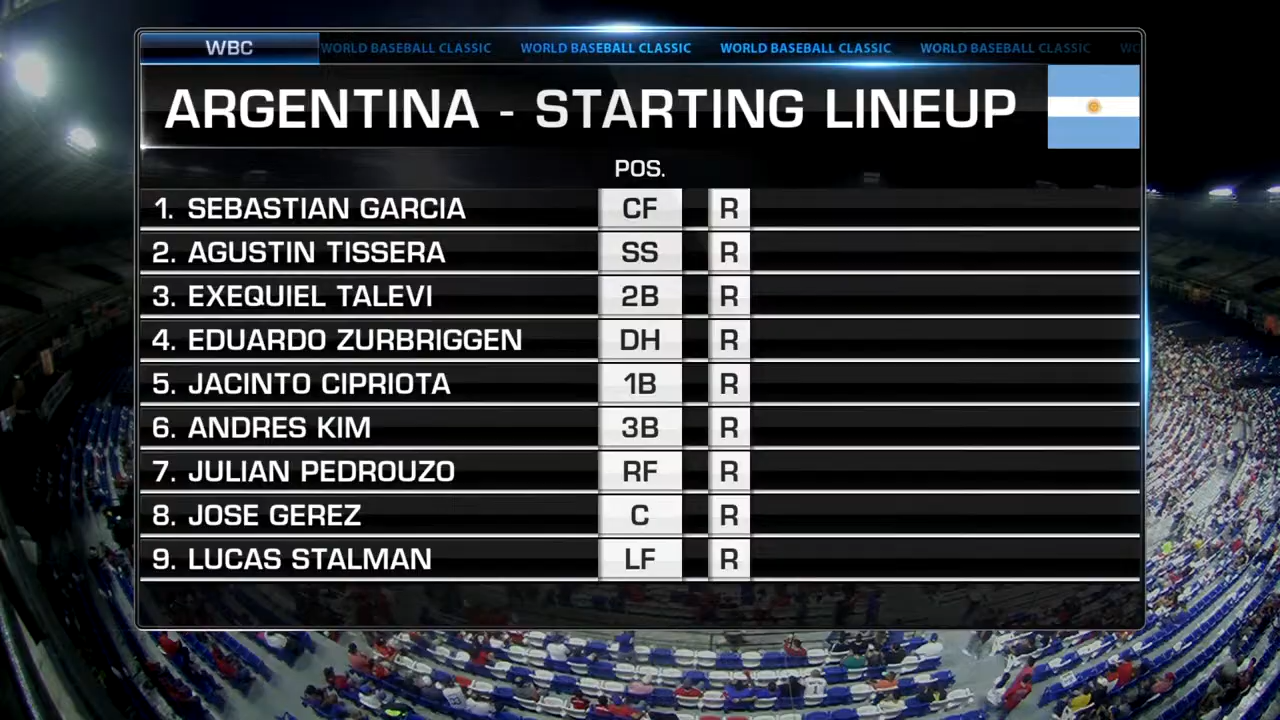 WBC WORLD BASEBALL CLASSIC WORLD BASEBALL CLASSIC WORLD BASEBALL CLASSIC WORLD BASEBALL CLASSIC
ARGENTINA - STARTING LINEUP
POS.
1. SEBASTIAN GARCIA CF R
2. AGUSTIN TISSERA SS R
3. EXEQUIEL TALEVI 2B R
4. EDUARDO ZURBRIGGEN DH R
5. JACINTO CIPRIOTA 1B R
6. ANDRES KIM 3B R
7. JULIAN PEDROUZO RF R
8. JOSE GEREZ C R
9. LUCAS STALMAN LF R